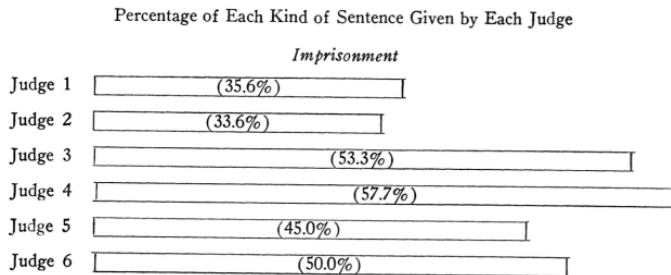 Percentage of Each Kind of Sentence Given by Each Judge
Imprisonment
Judge 1 (35.6%)
Judge 2 (33.6%)
Judge 3 (53.3%)
Judge 4 (57.7%)
Judge 5 (45.0%)
Judge 6 (50.0%)